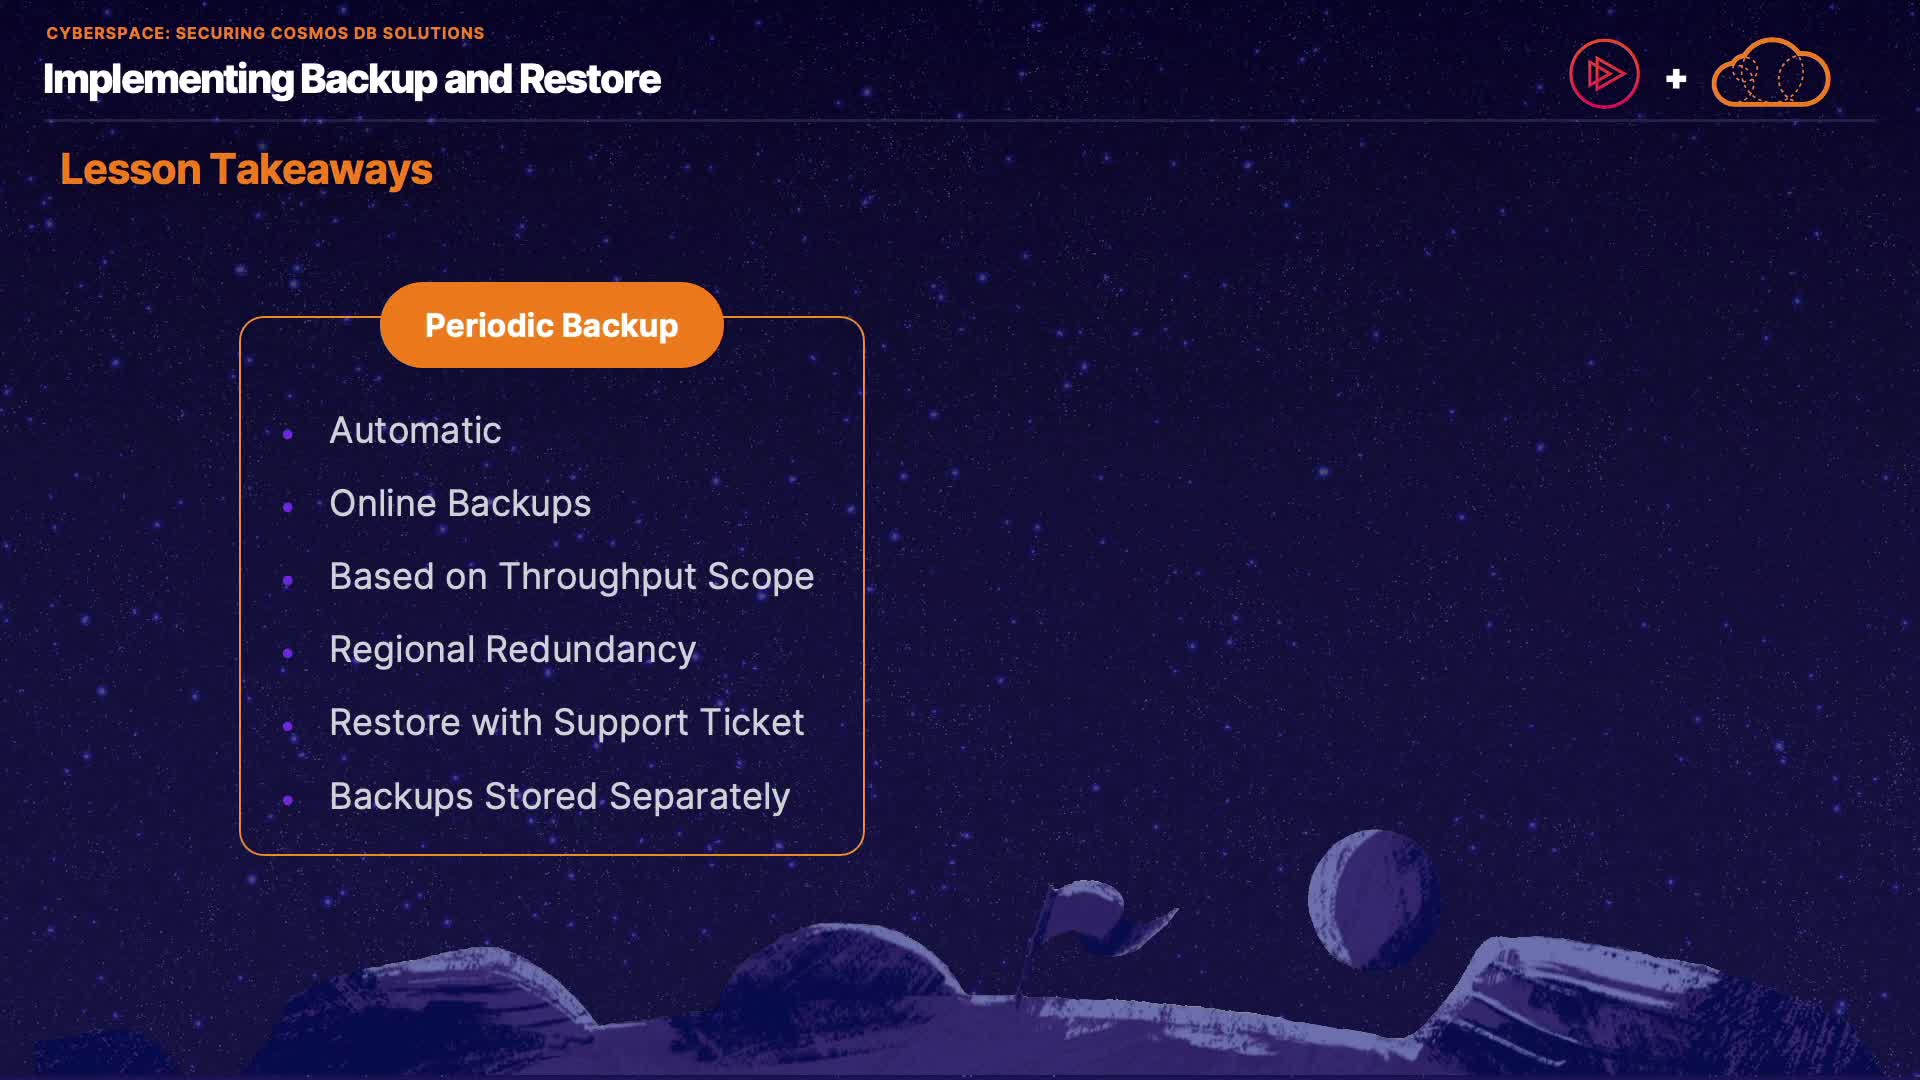 CYBERSPACE: SECURING COSMOS DB SOLUTIONS
Implementing Backup and Restore
+
Lesson Takeaways
Periodic Backup
• Automatic
• Online Backups
• Based on Throughput Scope
• Regional Redundancy
• Restore with Support Ticket
• Backups Stored Separately